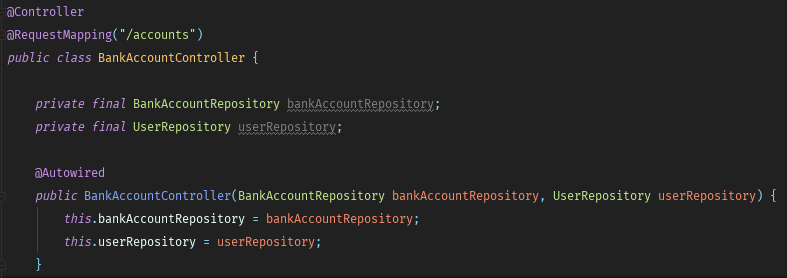 @Controller
@RequestMapping("/accounts")
public class BankAccountController {
private final BankAccountRepository bankAccountRepository;
private final UserRepository userRepository;
@Autowired
public BankAccountController(BankAccountRepository bankAccountRepository, UserRepository userRepository) {
this.bankAccountRepository = bankAccountRepository;
this.userRepository = userRepository;
}